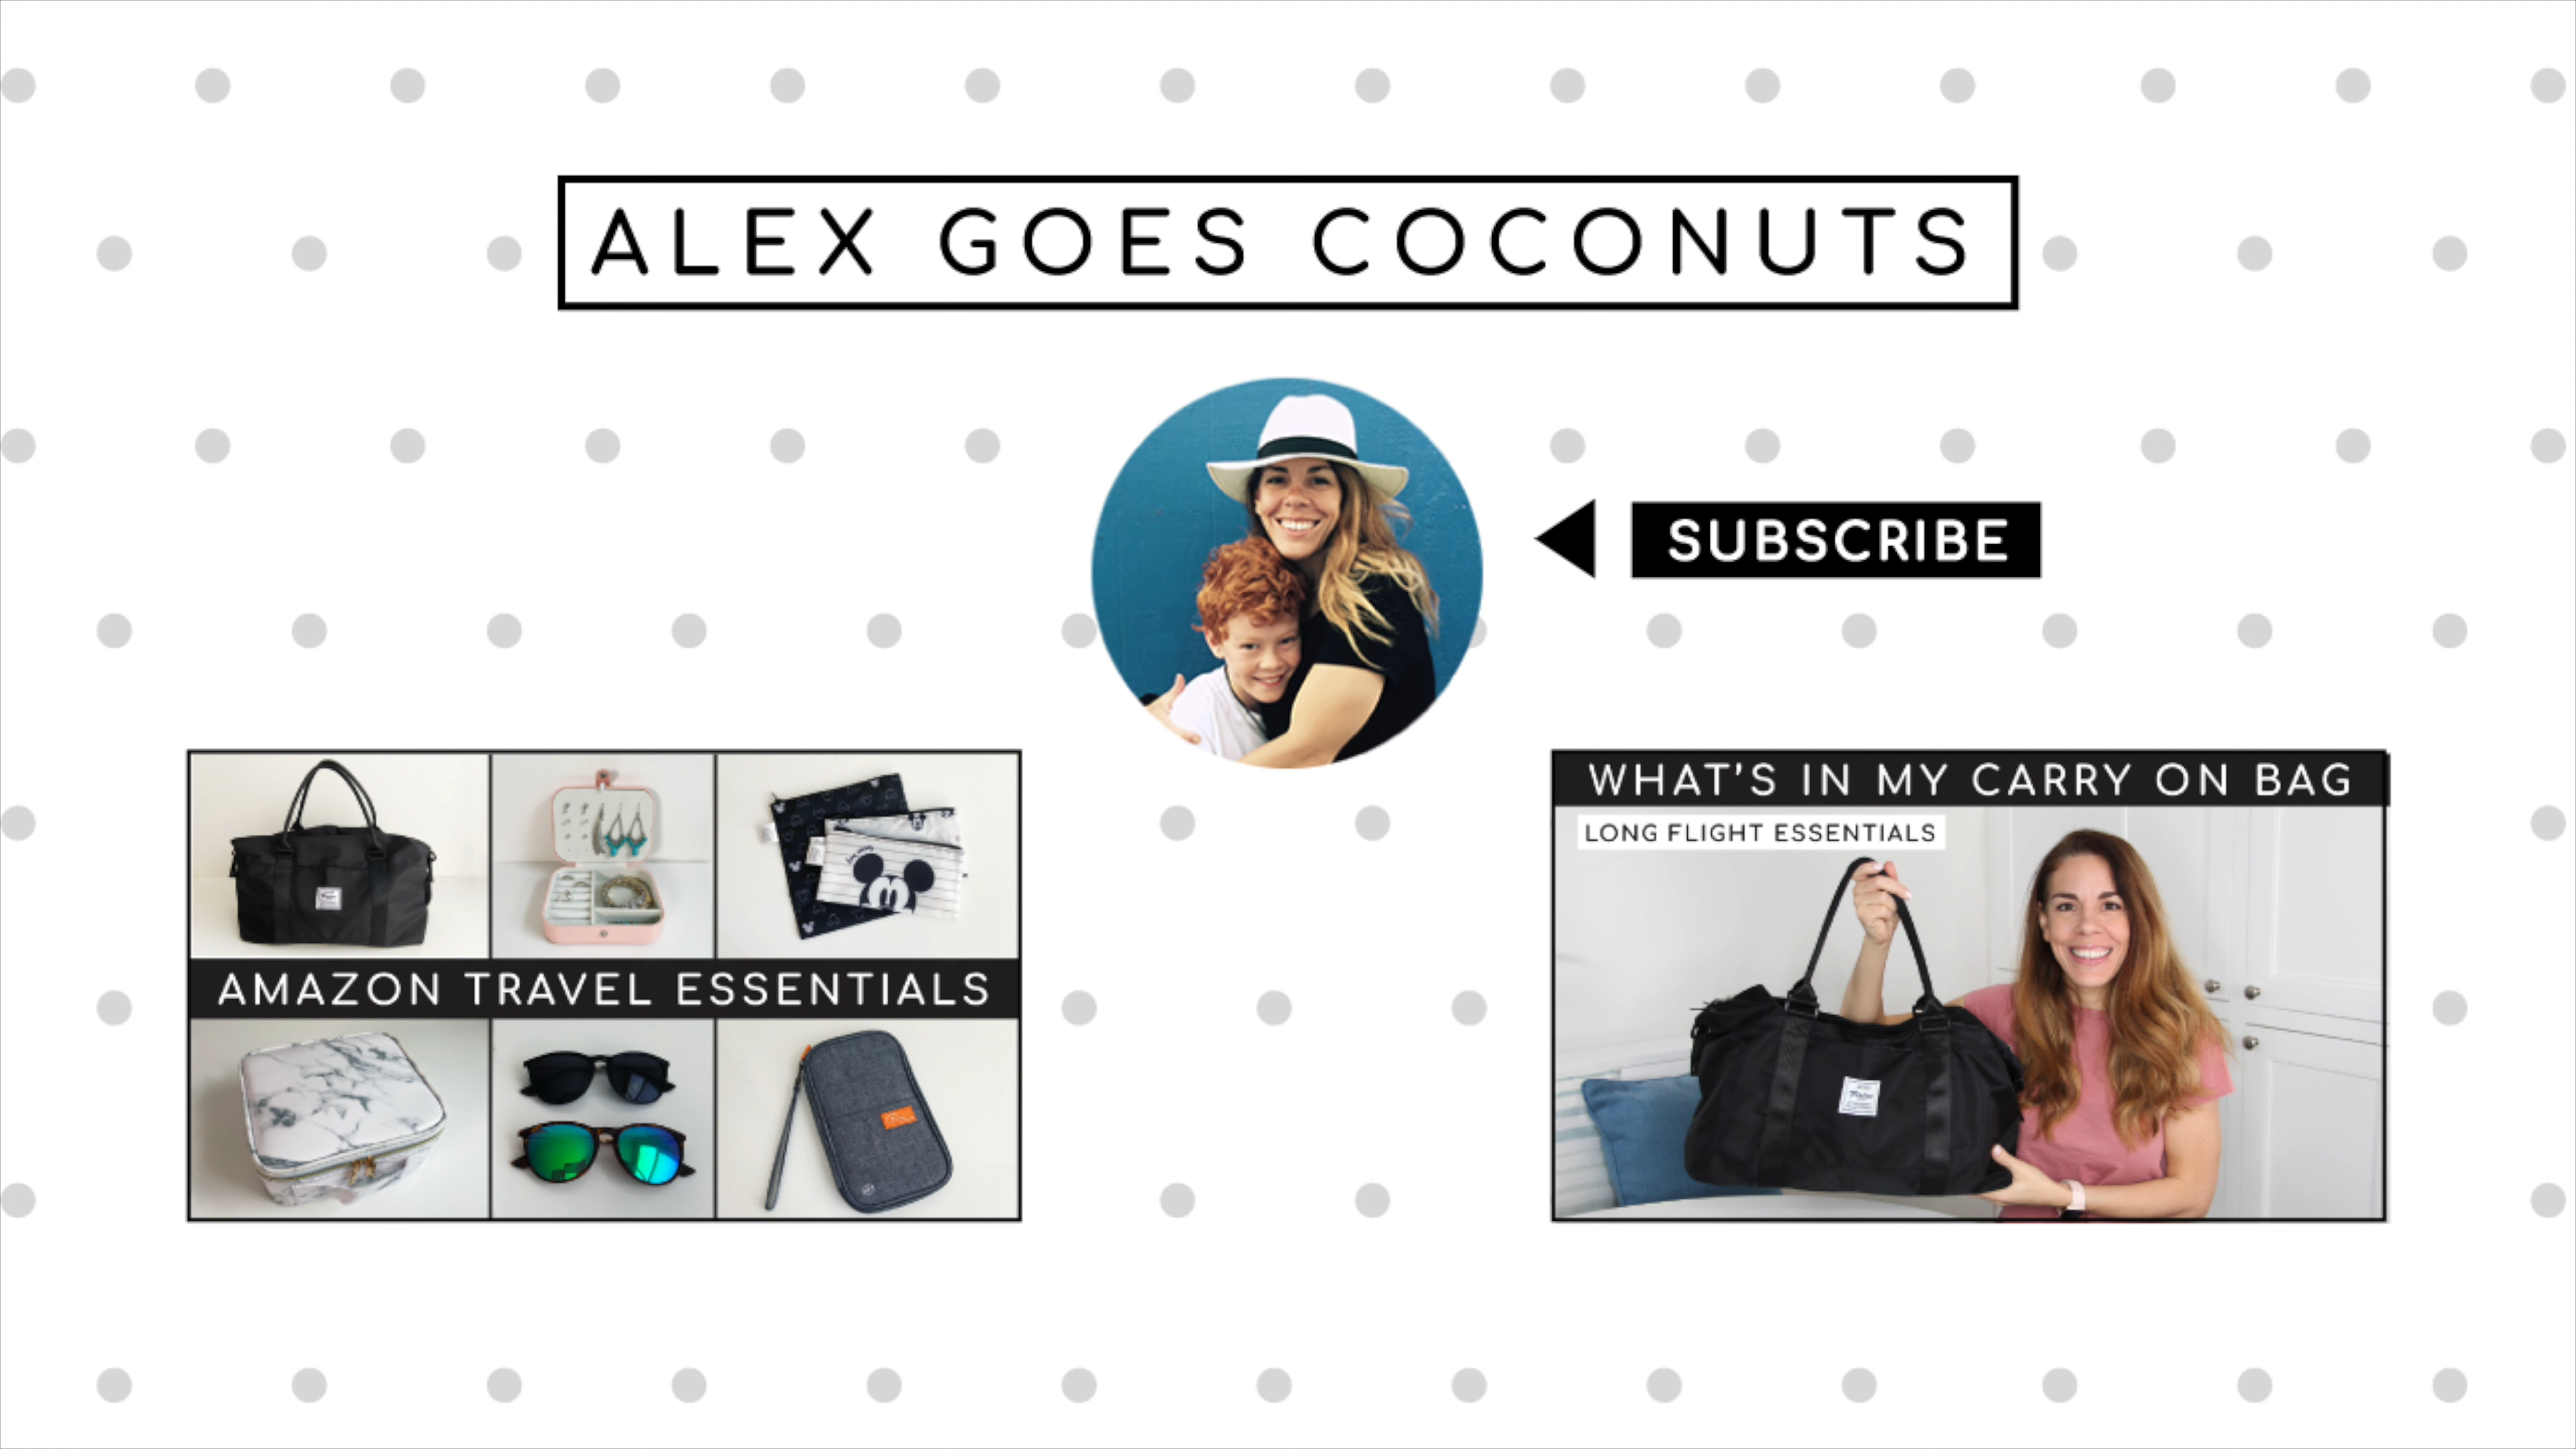 ALEX GOES COCONUTS
SUBSCRIBE
AMAZON TRAVEL ESSENTIALS
WHAT'S IN MY CARRY ON BAG
LONG FLIGHT ESSENTIALS